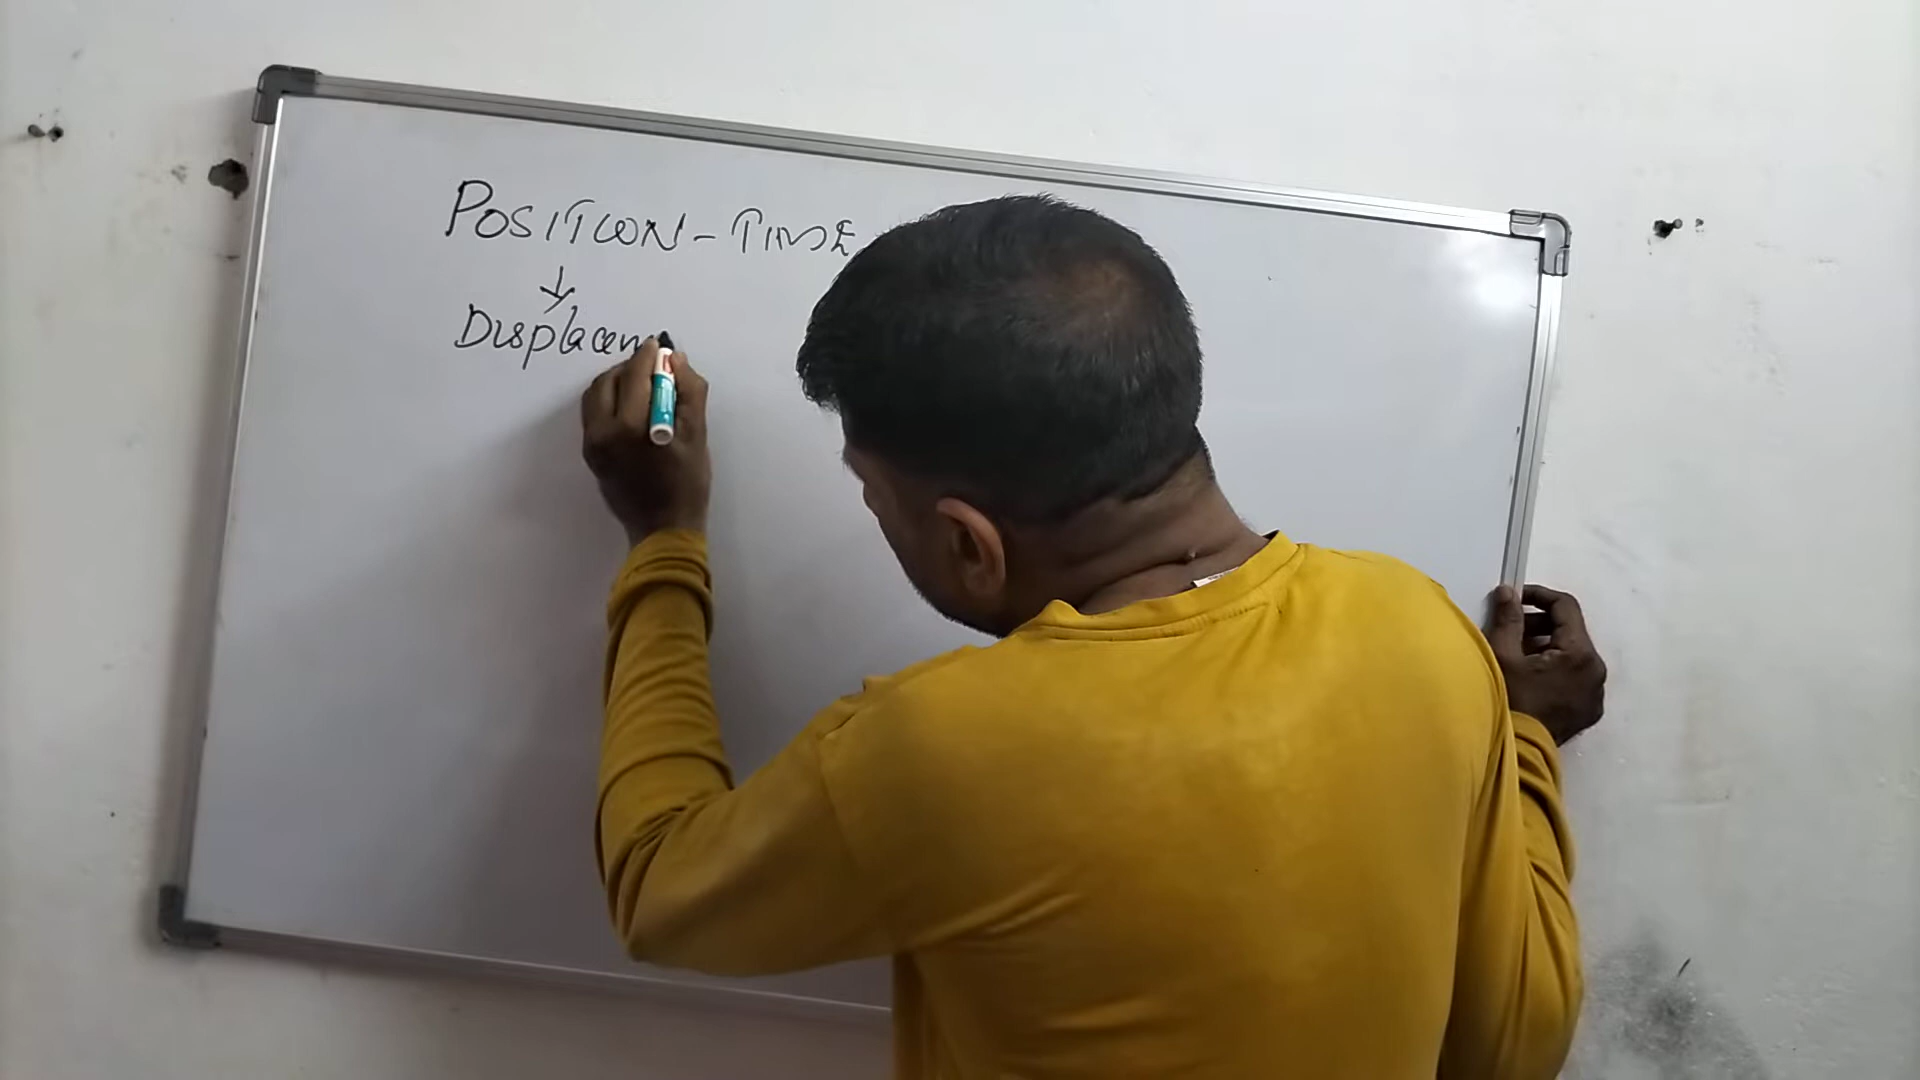 POSITION - TIME
↓
Displacem